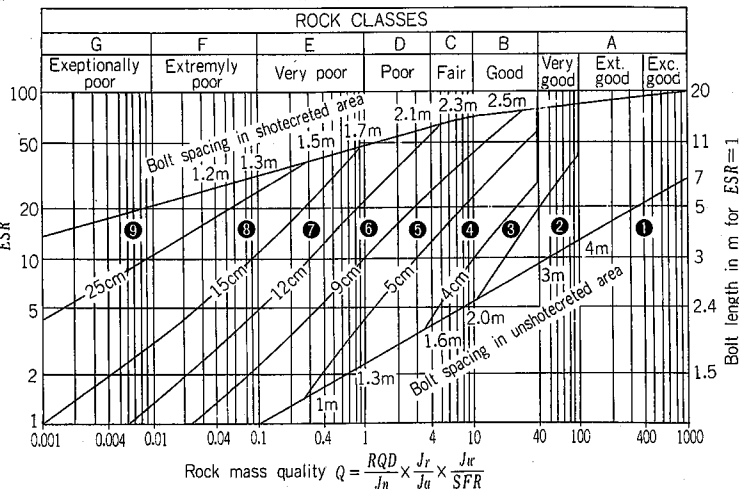 ROCK CLASSES
G F E D C B A
Exeptionally poor Extremyly poor Very poor Poor Fair Good Very good Ext. good Exc. good
100 50 20 10 5 2 1
ESR
Bolt spacing in shotecreted area
1.2m 1.3m 1.5m 1.7m 2.1m 2.3m 2.5m
9 8 7 6 5 4 3 2 1
25cm 15cm 12cm 9cm 5cm 4cm
1m 1.3m 1.6m 2.0m 3m 4m
Bolt spacing in unshotecreted area
20 11 7 5 3 2.4 1.5
Bolt length in m for ESR=1
0.001 0.004 0.01 0.04 0.1 0.4 1 4 10 40 100 400 1000
Rock mass quality Q = RQD/Jn × Jr/Ja × Jw/SFR